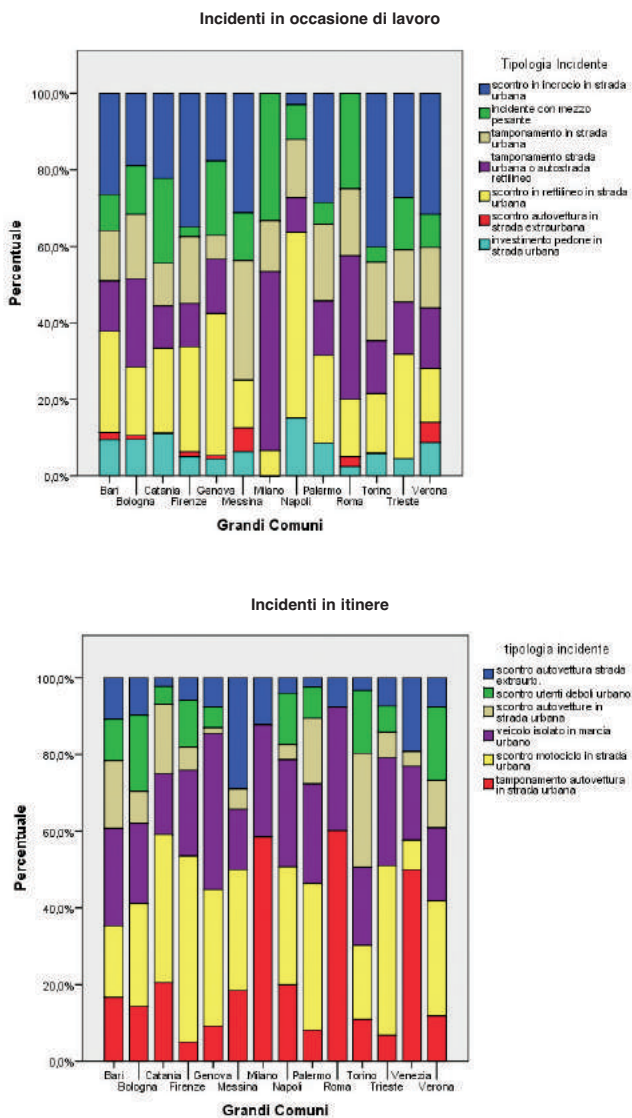 Incidenti in occasione di lavoro
Tipologia Incidente
scontro in incrocio in strada
urbana
incidente con mezzo
pesante
tamponamento in strada
urbana
tamponamento strada
urbana o autostrada
rettilineo
scontro in rettilineo in strada
urbana
scontro autovettura in
strada extraurbana
investimento pedone in
strada urbana
Percentuale
100,0%
80,0%
60,0%
40,0%
20,0%
0,0%
Bari Catania Genova Milano Palermo Torino Verona
Bologna Firenze Messina Napoli Roma Trieste
Grandi Comuni
Incidenti in itinere
tipologia incidente
scontro autovettura strada
extraurb.
scontro utenti deboli urbano
scontro autovetture in
strada urbana
veicolo isolato in marcia
urbano
scontro motociclo in strada
urbana
tamponamento autovettura
in strada urbana
Percentuale
100,0%
80,0%
60,0%
40,0%
20,0%
0,0%
Bari Catania Genova Milano Palermo Torino Venezia
Bologna Firenze Messina Napoli Roma Trieste Verona
Grandi Comuni